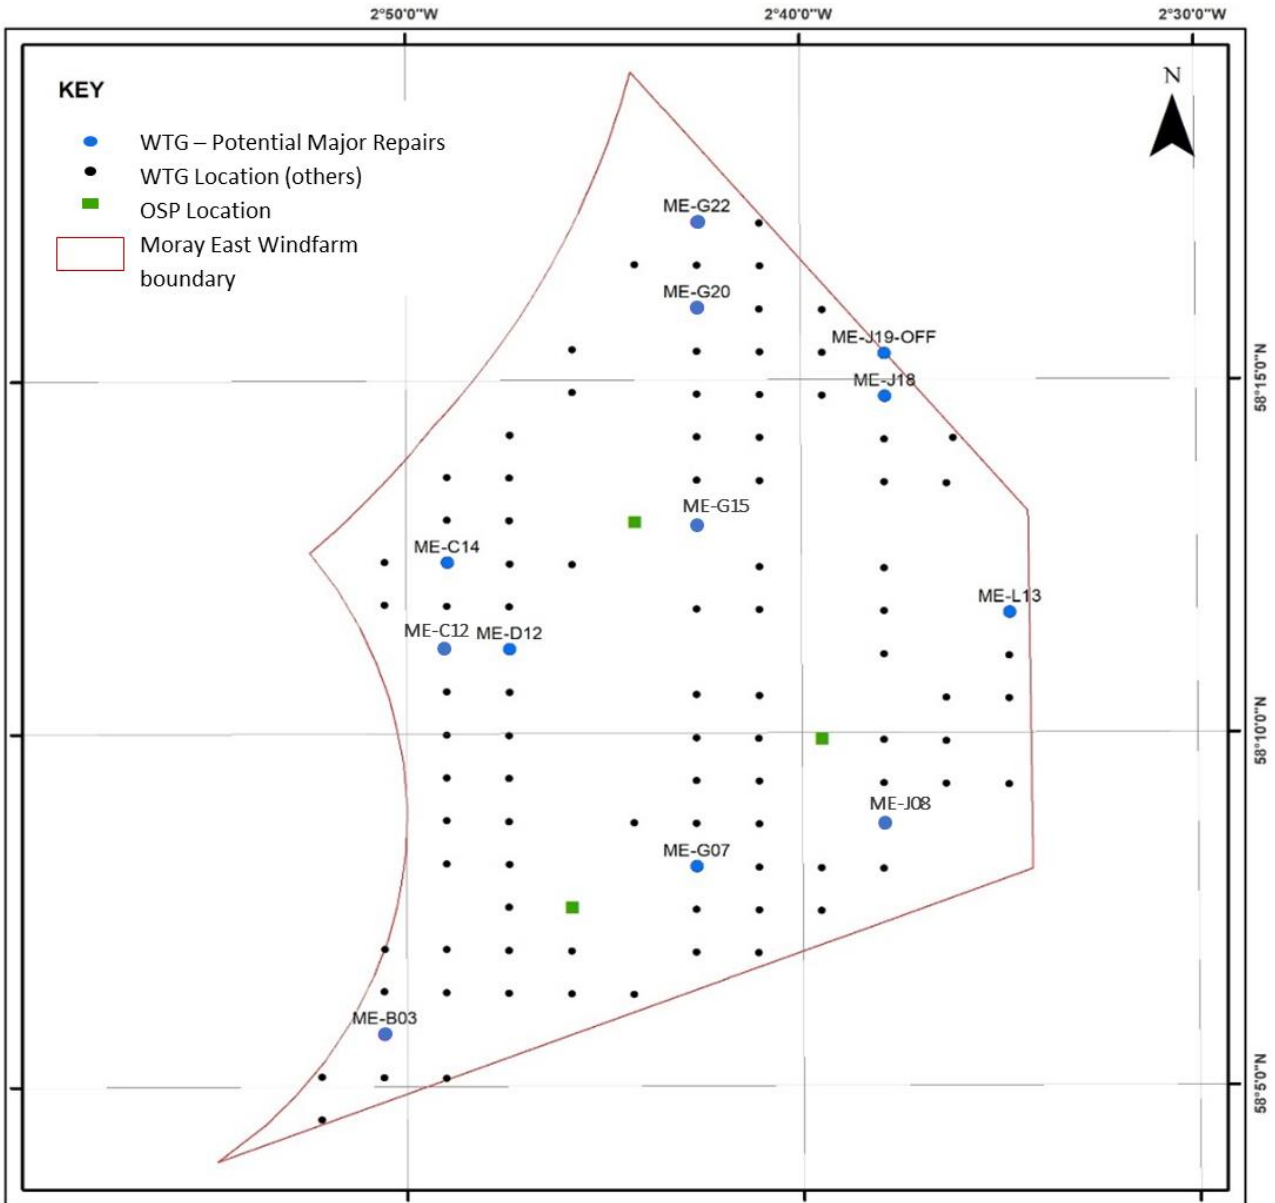 2°50'0"W
2°40'0"W
2°30'0"W
KEY
WTG – Potential Major Repairs
WTG Location (others)
OSP Location
Moray East Windfarm
boundary
N
ME-G22
ME-G20
ME-J19-OFF
ME-J18
58°15'0"N
ME-G15
ME-C14
ME-L13
ME-C12
ME-D12
58°10'0"N
ME-J08
ME-G07
ME-B03
58°5'0"N